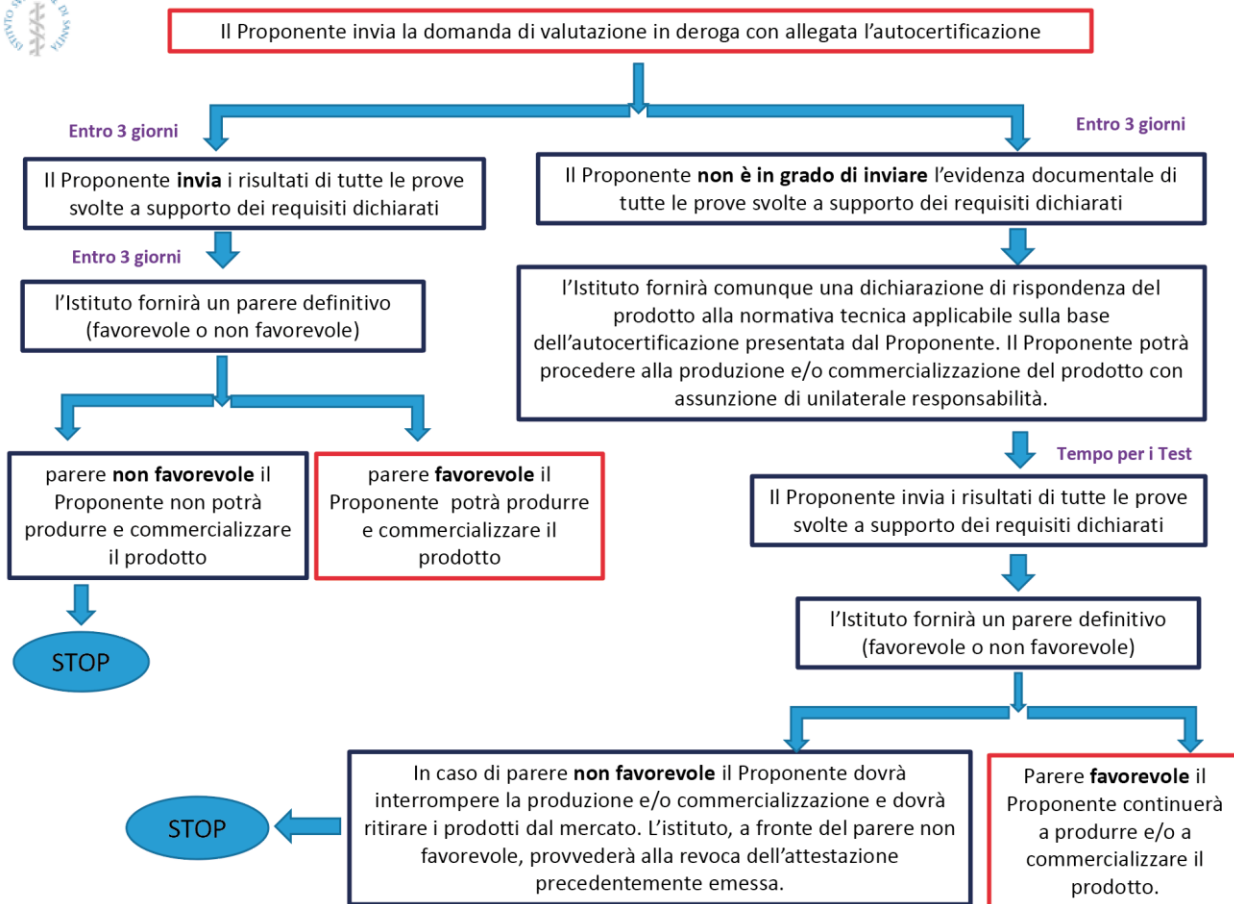 ISTITUTO
DI SANITÀ
Il Proponente invia la domanda di valutazione in deroga con allegata l'autocertificazione
Entro 3 giorni
Il Proponente invia i risultati di tutte le prove
svolte a supporto dei requisiti dichiarati
Entro 3 giorni
l'Istituto fornirà un parere definitivo
(favorevole o non favorevole)
parere non favorevole il
Proponente non potrà
produrre e commercializzare
il prodotto
parere favorevole il
Proponente potrà produrre
e commercializzare il
prodotto
STOP
Entro 3 giorni
Il Proponente non è in grado di inviare l'evidenza documentale di
tutte le prove svolte a supporto dei requisiti dichiarati
l'Istituto fornirà comunque una dichiarazione di rispondenza del
prodotto alla normativa tecnica applicabile sulla base
dell'autocertificazione presentata dal Proponente. Il Proponente potrà
procedere alla produzione e/o commercializzazione del prodotto con
assunzione di unilaterale responsabilità.
Tempo per i Test
Il Proponente invia i risultati di tutte le prove
svolte a supporto dei requisiti dichiarati
l'Istituto fornirà un parere definitivo
(favorevole o non favorevole)
In caso di parere non favorevole il Proponente dovrà
interrompere la produzione e/o commercializzazione e dovrà
ritirare i prodotti dal mercato. L'istituto, a fronte del parere non
favorevole, provvederà alla revoca dell'attestazione
precedentemente emessa.
STOP
Parere favorevole il
Proponente continuerà
a produrre e/o a
commercializzare il
prodotto.